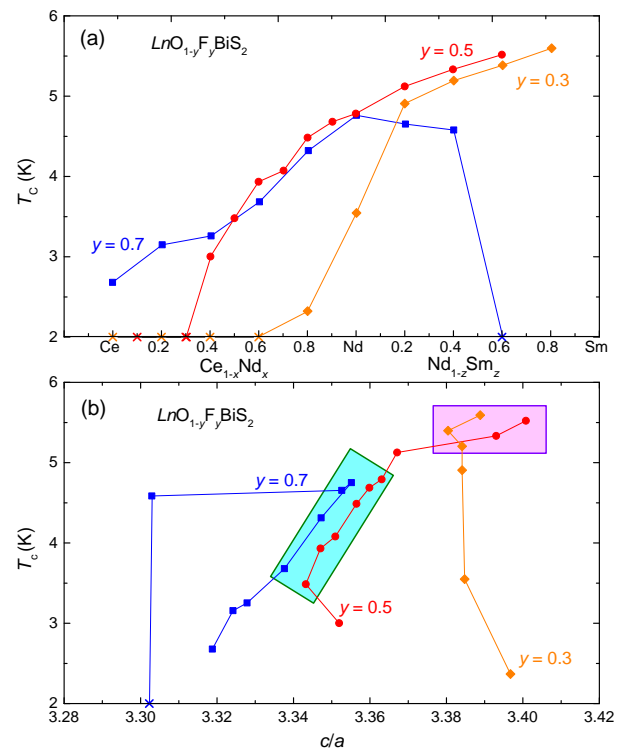 (a)
LnO1-yFyBiS2
y = 0.5
y = 0.3
y = 0.7
Tc (K)
6
5
4
3
2
Ce 0.2 0.4 0.6 0.8 Nd 0.2 0.4 0.6 0.8 Sm
Ce1-xNdx Nd1-zSmz
(b)
LnO1-yFyBiS2
y = 0.7
y = 0.5
y = 0.3
Tc (K)
6
5
4
3
2
3.28 3.30 3.32 3.34 3.36 3.38 3.40 3.42
c/a